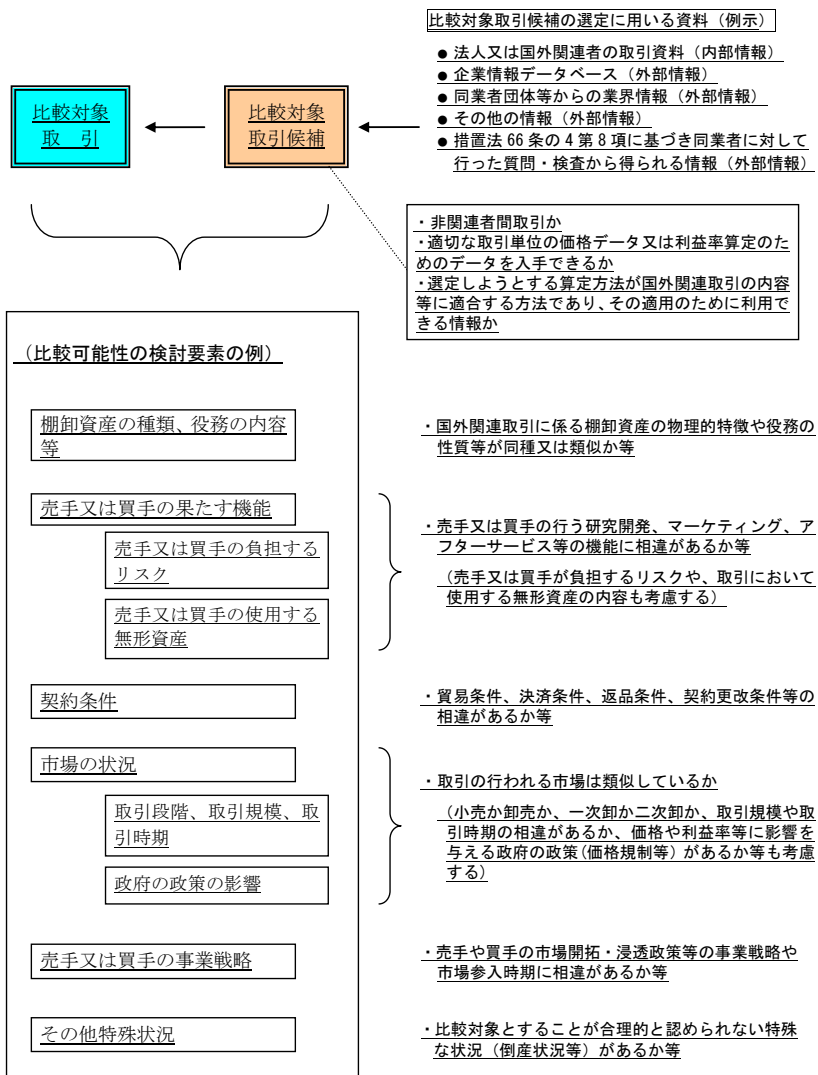 比較対象取引候補の選定に用いる資料（例示）
● 法人又は国外関連者の取引資料（内部情報）
● 企業情報データベース（外部情報）
● 同業者団体等からの業界情報（外部情報）
● その他の情報（外部情報）
● 措置法 66 条の 4 第 8 項に基づき同業者に対して
行った質問・検査から得られる情報（外部情報）
比較対象
取　引
比較対象
取引候補
・非関連者間取引か
・適切な取引単位の価格データ又は利益率算定のた
めのデータを入手できるか
・選定しようとする算定方法が国外関連取引の内容
等に適合する方法であり、その適用のために利用で
きる情報か
（比較可能性の検討要素の例）
棚卸資産の種類、役務の内容
等
・国外関連取引に係る棚卸資産の物理的特徴や役務の
性質等が同種又は類似か等
売手又は買手の果たす機能
売手又は買手の負担する
リスク
売手又は買手の使用する
無形資産
・売手又は買手の行う研究開発、マーケティング、ア
フターサービス等の機能に相違があるか等
（売手又は買手が負担するリスクや、取引において
使用する無形資産の内容も考慮する）
契約条件
・貿易条件、決済条件、返品条件、契約更改条件等の
相違があるか等
市場の状況
取引段階、取引規模、取
引時期
政府の政策の影響
・取引の行われる市場は類似しているか
（小売か卸売か、一次卸か二次卸か、取引規模や取
引時期の相違があるか、価格や利益率等に影響を
与える政府の政策（価格規制等）があるか等も考慮
する）
売手又は買手の事業戦略
・売手や買手の市場開拓・浸透政策等の事業戦略や
市場参入時期に相違があるか等
その他特殊状況
・比較対象とすることが合理的と認められない特殊
な状況（倒産状況等）があるか等